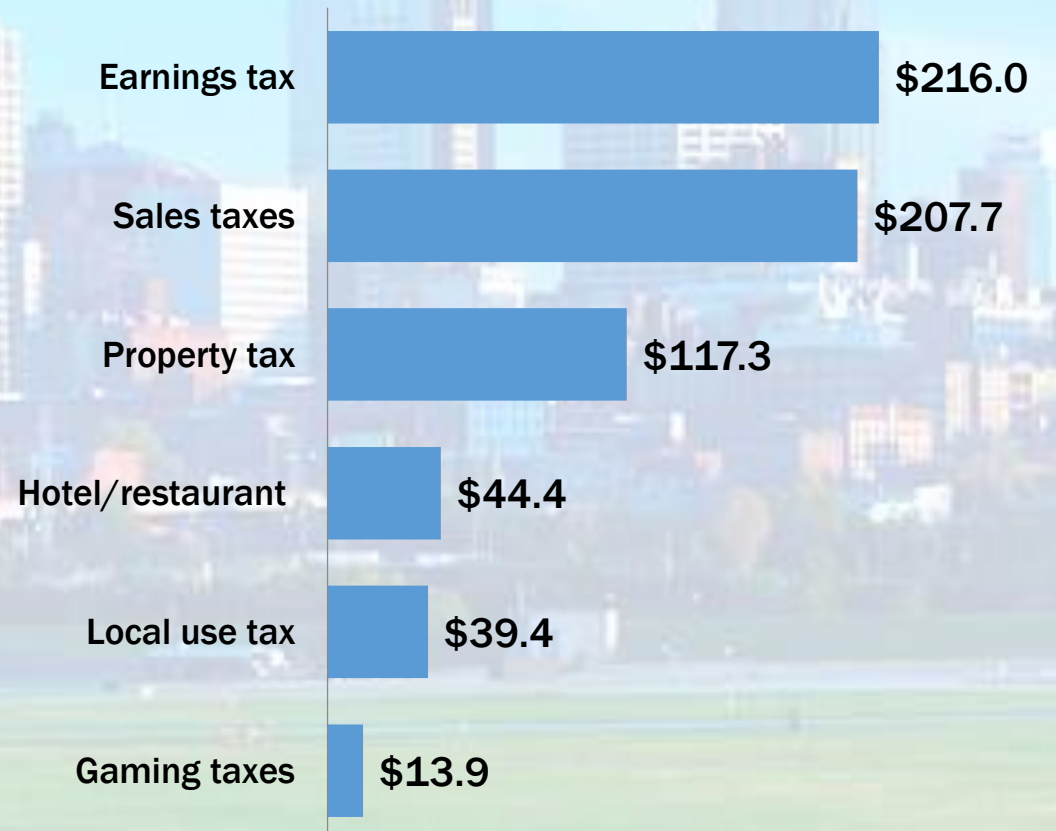 Earnings tax $216.0
Sales taxes $207.7
Property tax $117.3
Hotel/restaurant $44.4
Local use tax $39.4
Gaming taxes $13.9